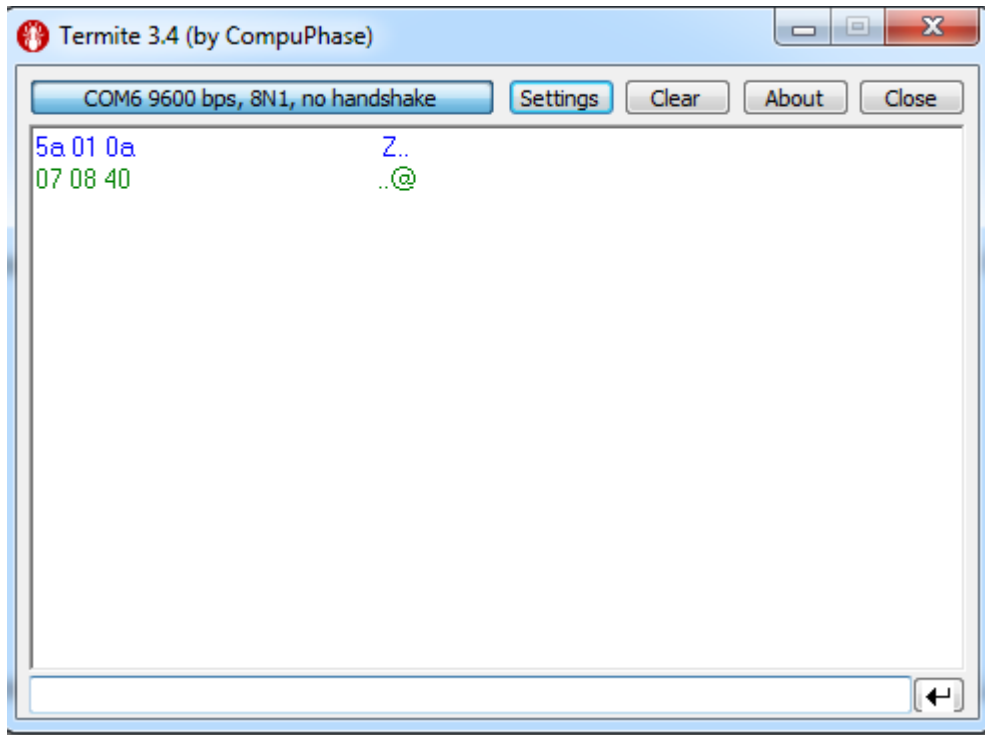 Termite 3.4 (by CompuPhase)
COM6 9600 bps, 8N1, no handshake Settings Clear About Close
5a 01 0a Z..
07 08 40 ..@